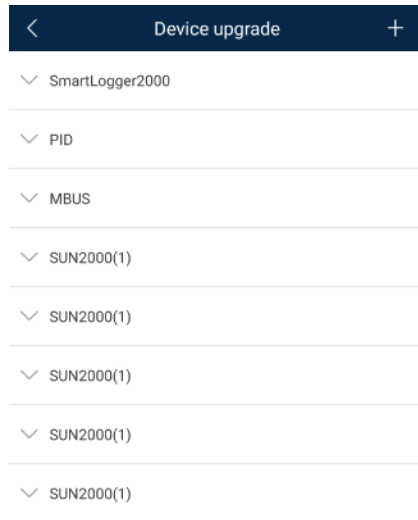 Device upgrade
SmartLogger2000
PID
MBUS
SUN2000(1)
SUN2000(1)
SUN2000(1)
SUN2000(1)
SUN2000(1)